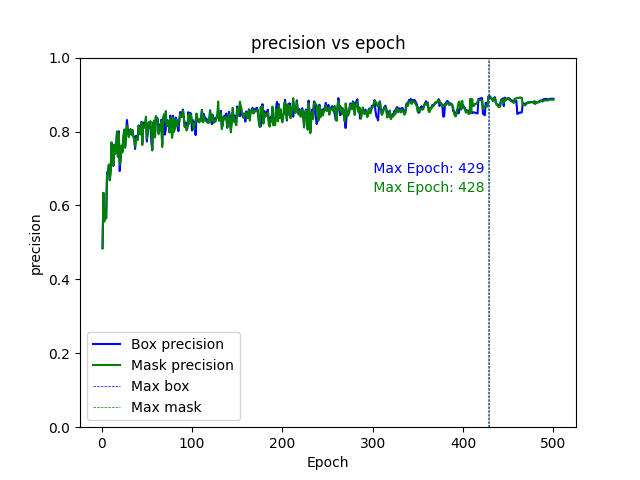 precision vs epoch
1.0
0.8
0.6
0.4
0.2
0.0
precision
Max Epoch: 429
Max Epoch: 428
Box precision
Mask precision
Max box
Max mask
0 100 200 300 400 500
Epoch